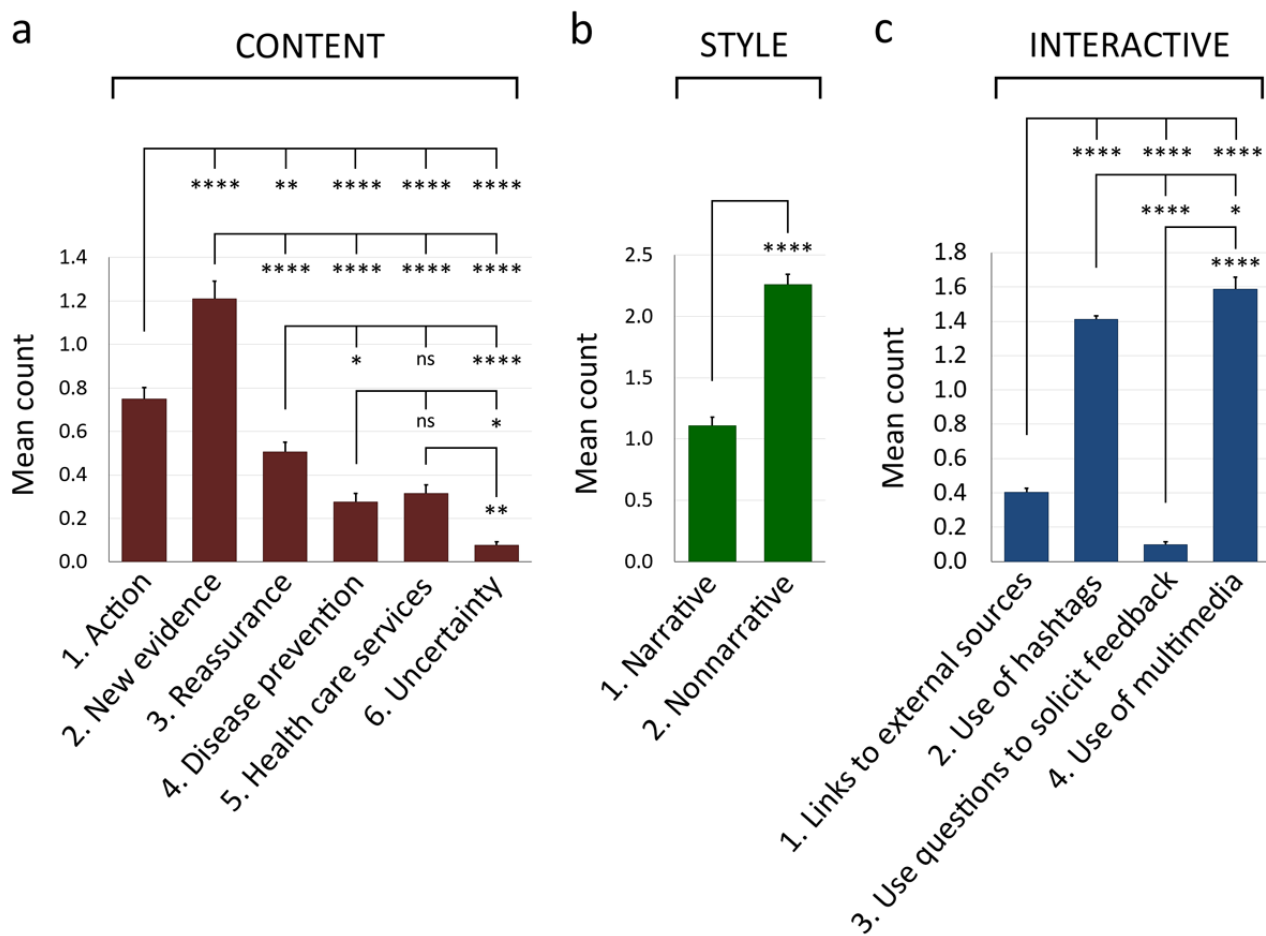 a
CONTENT
**** ** **** **** ****
**** **** **** ****
* ns ****
ns *
**
Mean count
1.4
1.2
1.0
0.8
0.6
0.4
0.2
0.0
1. Action
2. New evidence
3. Reassurance
4. Disease prevention
5. Health care services
6. Uncertainty
b
STYLE
****
Mean count
2.5
2.0
1.5
1.0
0.5
0.0
1. Narrative
2. Nonnarrative
c
INTERACTIVE
**** **** ****
**** *
****
Mean count
1.8
1.6
1.4
1.2
1.0
0.8
0.6
0.4
0.2
0.0
1. Links to external sources
2. Use of hashtags
3. Use questions to solicit feedback
4. Use of multimedia